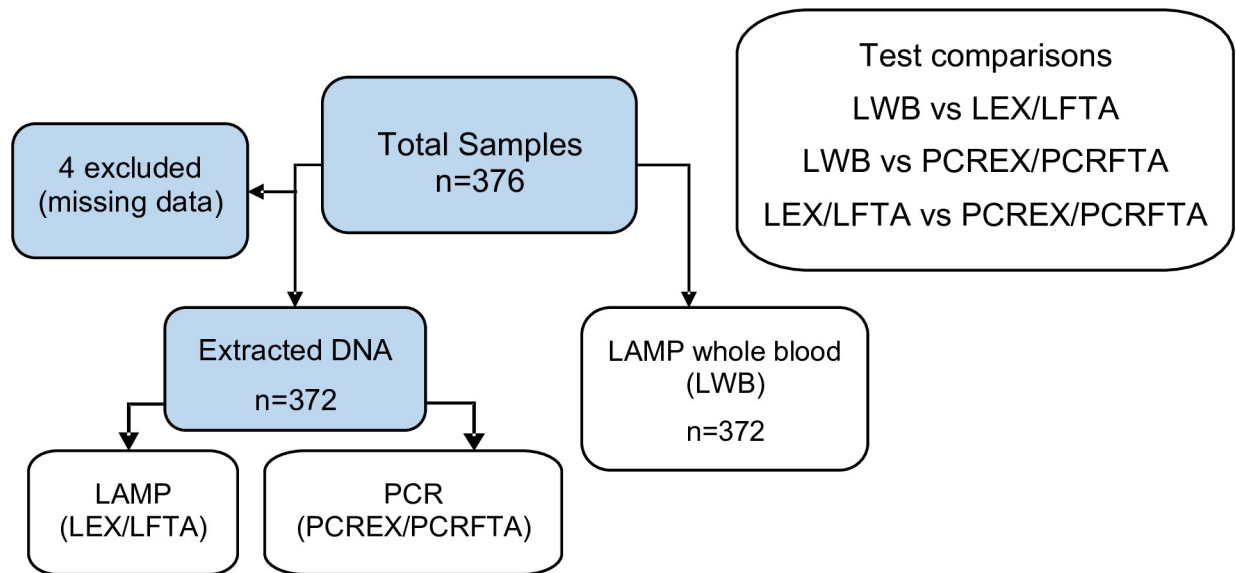 Total Samples
n=376
4 excluded
(missing data)
Extracted DNA
n=372
LAMP
(LEX/LFTA)
PCR
(PCREX/PCRFTA)
LAMP whole blood
(LWB)
n=372
Test comparisons
LWB vs LEX/LFTA
LWB vs PCREX/PCRFTA
LEX/LFTA vs PCREX/PCRFTA